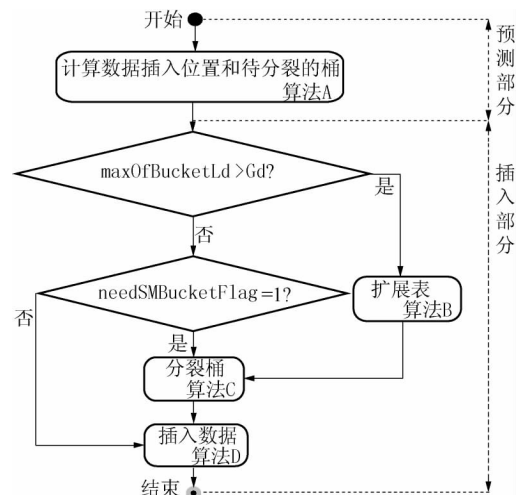 开始
计算数据插入位置和待分裂的桶
算法A
预测部分
maxOfBucketLd>Gd?
是
插入部分
否
needSMBucketFlag=1?
扩展表
算法B
否
是
分裂桶
算法C
插入数据
算法D
结束